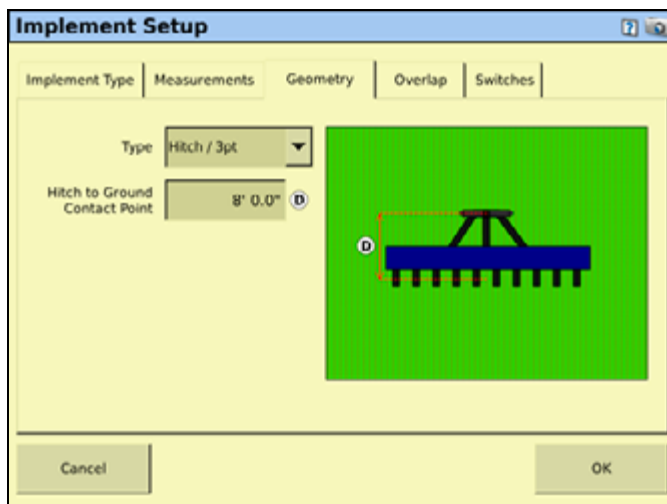 Implement Setup
?
Implement Type Measurements Geometry Overlap Switches
Type Hitch / 3pt
Hitch to Ground
Contact Point
8' 0.0" D
D
Cancel OK